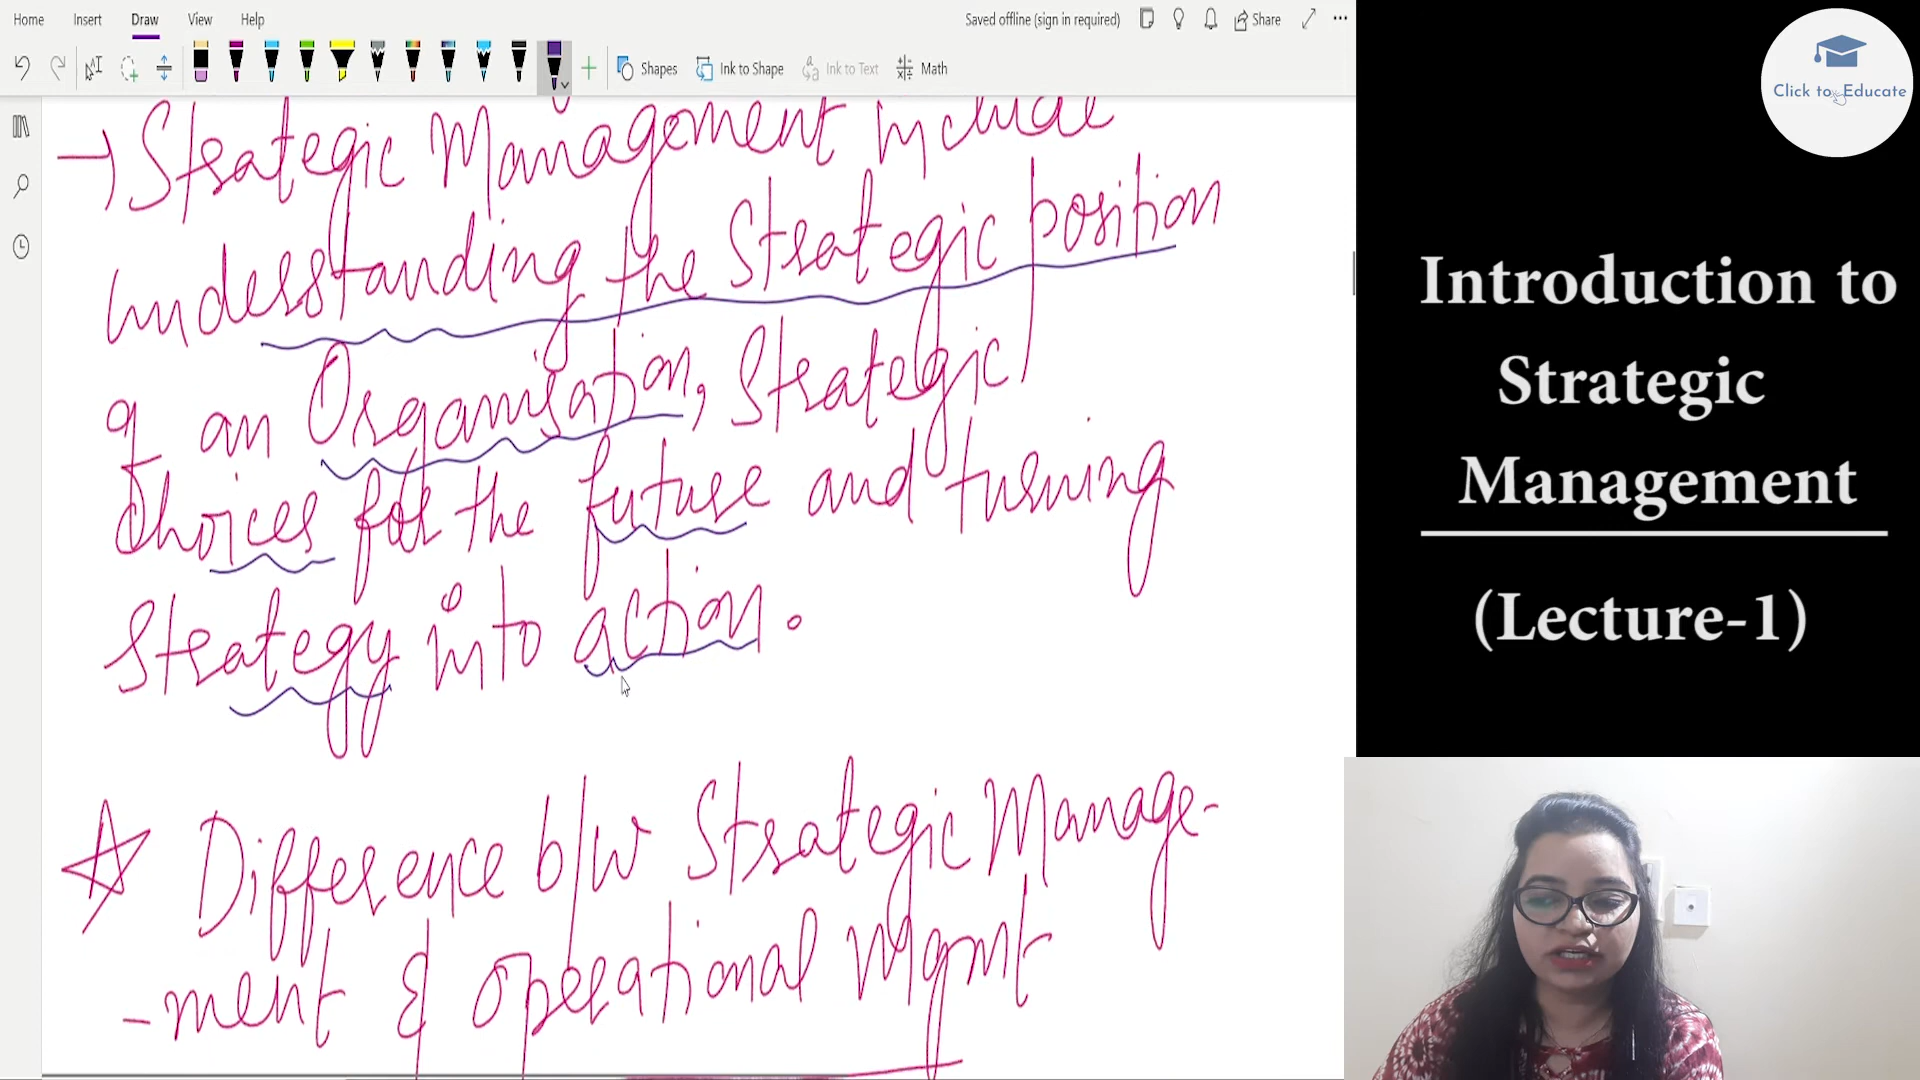 Home Insert Draw View Help
Saved offline (sign in required) Share
Shapes Ink to Shape Ink to Text Math
→ Strategic Management include
understanding the Strategic position
of an Organisation, Strategic
choices for the future and turning
Strategy into action.
☆ Difference b/w Strategic Manage-
-ment & operational mgmt
Click to Educate
Introduction to
Strategic
Management
(Lecture-1)